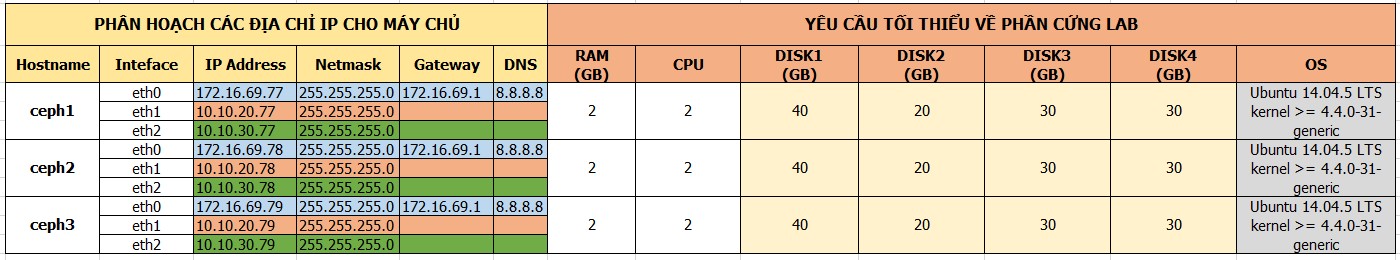 PHÂN HOẠCH CÁC ĐỊA CHỈ IP CHO MÁY CHỦ YÊU CẦU TỐI THIỂU VỀ PHẦN CỨNG LAB
Hostname Inteface IP Address Netmask Gateway DNS RAM (GB) CPU DISK1 (GB) DISK2 (GB) DISK3 (GB) DISK4 (GB) OS
ceph1 eth0 172.16.69.77 255.255.255.0 172.16.69.1 8.8.8.8 2 2 40 20 30 30 Ubuntu 14.04.5 LTS kernel >= 4.4.0-31-generic
eth1 10.10.20.77 255.255.255.0
eth2 10.10.30.77 255.255.255.0
ceph2 eth0 172.16.69.78 255.255.255.0 172.16.69.1 8.8.8.8 2 2 40 20 30 30 Ubuntu 14.04.5 LTS kernel >= 4.4.0-31-generic
eth1 10.10.20.78 255.255.255.0
eth2 10.10.30.78 255.255.255.0
ceph3 eth0 172.16.69.79 255.255.255.0 172.16.69.1 8.8.8.8 2 2 40 20 30 30 Ubuntu 14.04.5 LTS kernel >= 4.4.0-31-generic
eth1 10.10.20.79 255.255.255.0
eth2 10.10.30.79 255.255.255.0